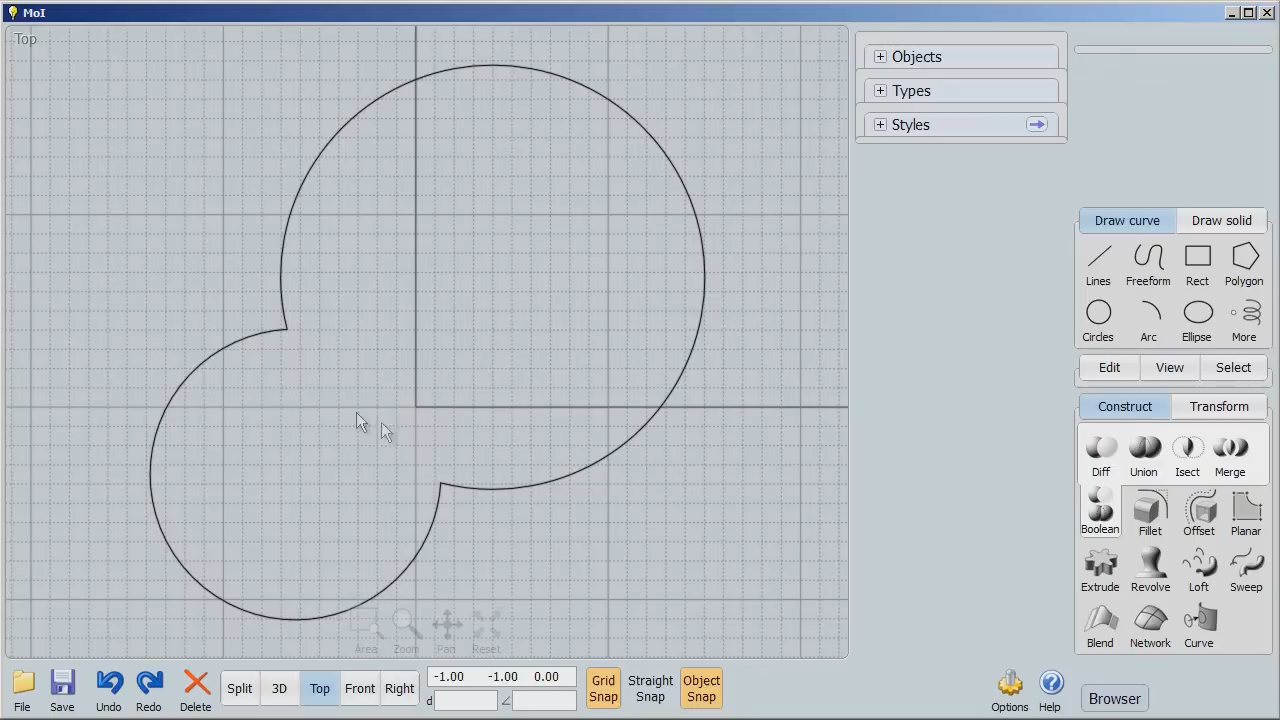 MoI
Top
Objects
Types
Styles
Draw curve Draw solid
Lines Freeform Rect Polygon
Circles Arc Ellipse More
Edit View Select
Construct Transform
Diff Union Isect Merge
Boolean Fillet Offset Planar
Extrude Revolve Loft Sweep
Blend Network Curve
Area Zoom Pan Reset
File Save Undo Redo Delete
Split 3D Top Front Right
-1.00 -1.00 0.00
d ∠
Grid Snap Straight Snap Object Snap
Options Help
Browser